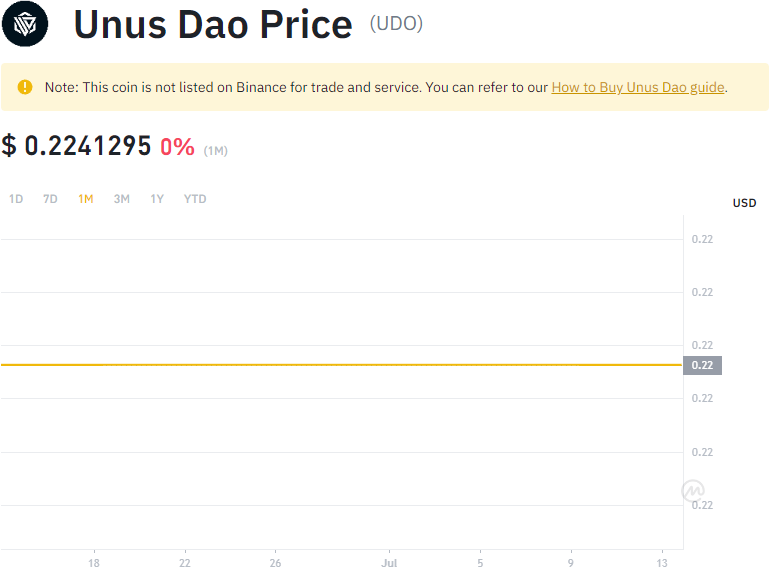 Unus Dao Price (UDO)
Note: This coin is not listed on Binance for trade and service. You can refer to our How to Buy Unus Dao guide.
$ 0.2241295 0% (1M)
1D 7D 1M 3M 1Y YTD
USD
0.22
0.22
0.22
0.22
0.22
0.22
0.22
18 22 26 Jul 5 9 13